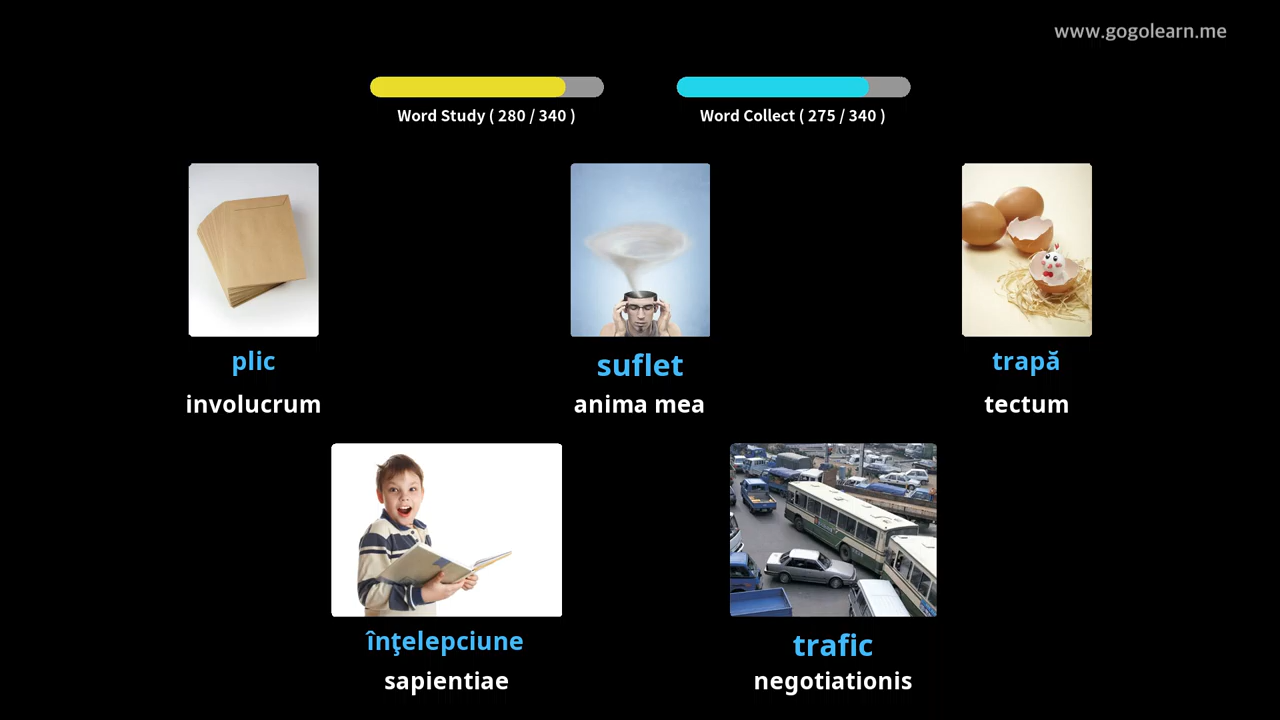 www.gogolearn.me
Word Study ( 280 / 340 )
Word Collect ( 275 / 340 )
plic
involucrum
suflet
anima mea
trapă
tectum
înţelepciune
sapientiae
trafic
negotiationis